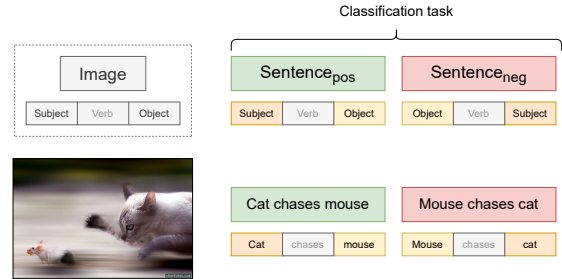 Classification task
Image
Sentencepos
Sentenceneg
Subject Verb Object
Subject Verb Object
Object Verb Subject
Cat chases mouse
Mouse chases cat
Cat chases mouse
Mouse chases cat